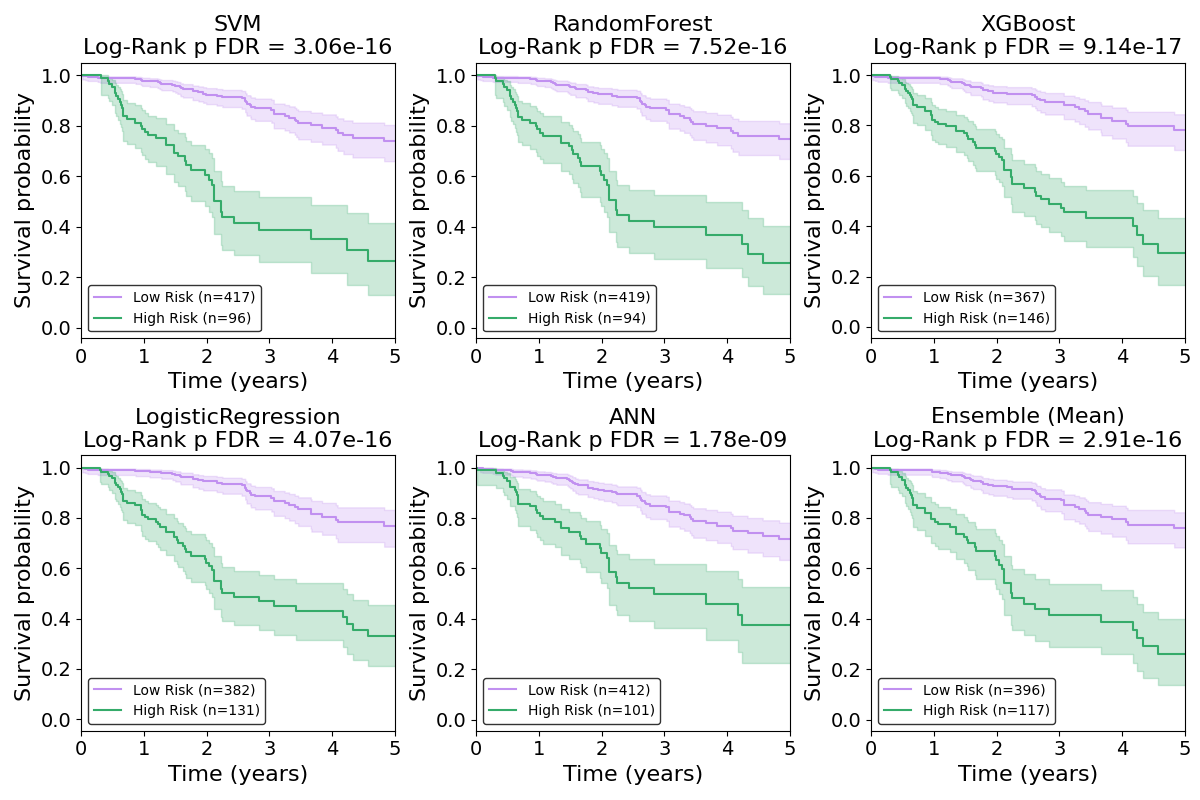 SVM
Log-Rank p FDR = 3.06e-16
Survival probability
1.0
0.8
0.6
0.4
0.2
0.0
Low Risk (n=417)
High Risk (n=96)
0 1 2 3 4 5
Time (years)
RandomForest
Log-Rank p FDR = 7.52e-16
Survival probability
1.0
0.8
0.6
0.4
0.2
0.0
Low Risk (n=419)
High Risk (n=94)
0 1 2 3 4 5
Time (years)
XGBoost
Log-Rank p FDR = 9.14e-17
Survival probability
1.0
0.8
0.6
0.4
0.2
0.0
Low Risk (n=367)
High Risk (n=146)
0 1 2 3 4 5
Time (years)
LogisticRegression
Log-Rank p FDR = 4.07e-16
Survival probability
1.0
0.8
0.6
0.4
0.2
0.0
Low Risk (n=382)
High Risk (n=131)
0 1 2 3 4 5
Time (years)
ANN
Log-Rank p FDR = 1.78e-09
Survival probability
1.0
0.8
0.6
0.4
0.2
0.0
Low Risk (n=412)
High Risk (n=101)
0 1 2 3 4 5
Time (years)
Ensemble (Mean)
Log-Rank p FDR = 2.91e-16
Survival probability
1.0
0.8
0.6
0.4
0.2
0.0
Low Risk (n=396)
High Risk (n=117)
0 1 2 3 4 5
Time (years)